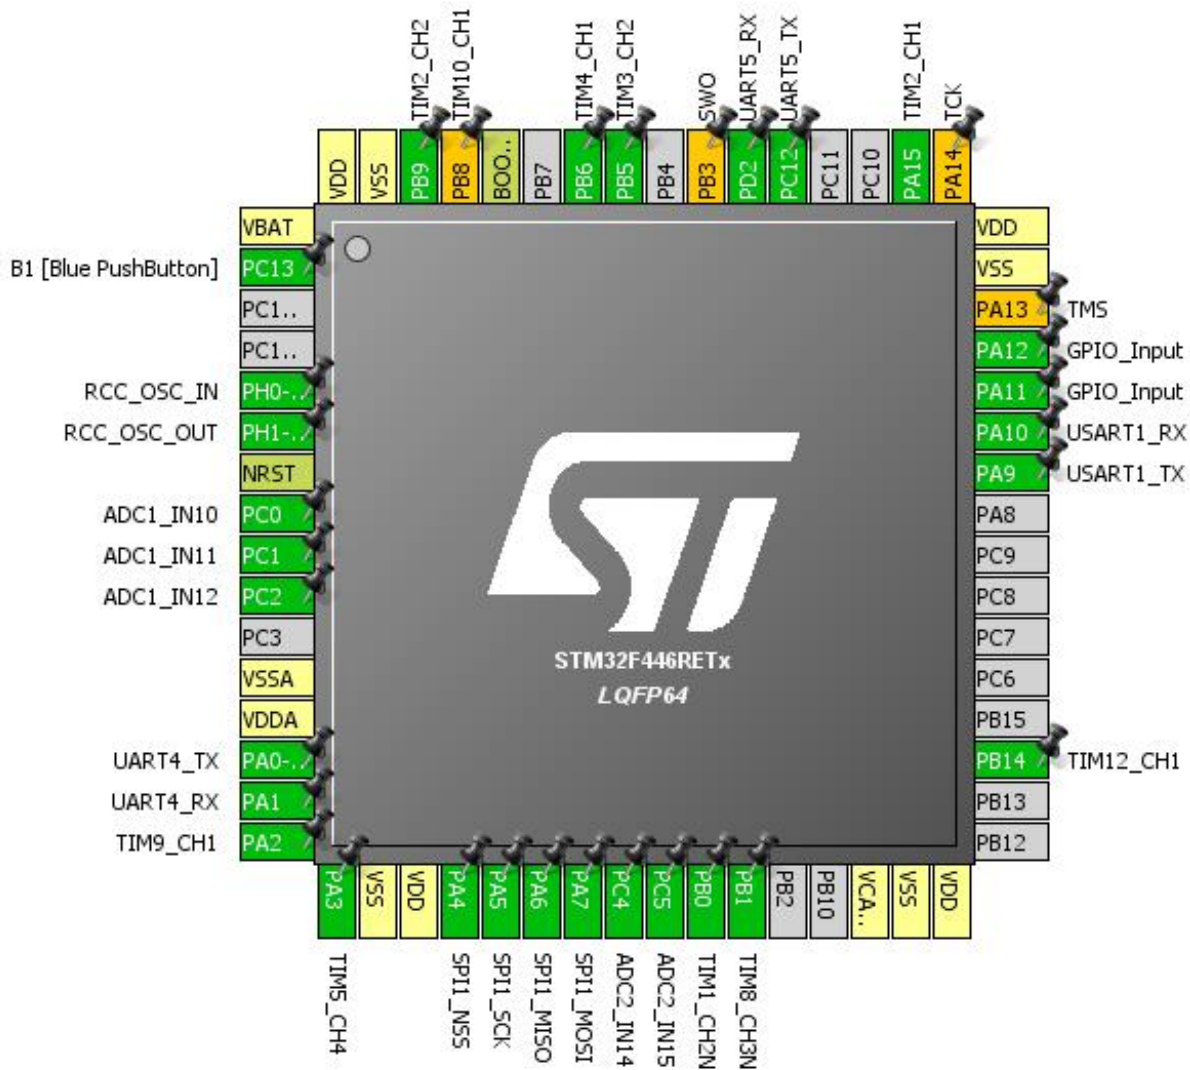 TIM2_CH2
TIM10_CH1
TIM4_CH1
TIM3_CH2
SWO
UART5_RX
UART5_TX
TIM2_CH1
TCK
VDD
VSS
PB9
PB8
BOO..
PB7
PB6
PB5
PB4
PB3
PD2
PC12
PC11
PC10
PA15
PA14
VBAT
B1 [Blue PushButton] PC13
PC1..
PC1..
RCC_OSC_IN PH0-..
RCC_OSC_OUT PH1-..
NRST
ADC1_IN10 PC0
ADC1_IN11 PC1
ADC1_IN12 PC2
PC3
VSSA
VDDA
UART4_TX PA0-..
UART4_RX PA1
TIM9_CH1 PA2
ST
STM32F446RETx
LQFP64
VDD
VSS
PA13 TMS
PA12 GPIO_Input
PA11 GPIO_Input
PA10 USART1_RX
PA9 USART1_TX
PA8
PC9
PC8
PC7
PC6
PB15
PB14 TIM12_CH1
PB13
PB12
PA3
VSS
VDD
PA4
PA5
PA6
PA7
PC4
PC5
PB0
PB1
PB2
PB10
VCA..
VSS
VDD
TIM5_CH4
SPI1_NSS
SPI1_SCK
SPI1_MISO
SPI1_MOSI
ADC2_IN14
ADC2_IN15
TIM1_CH2N
TIM8_CH3N